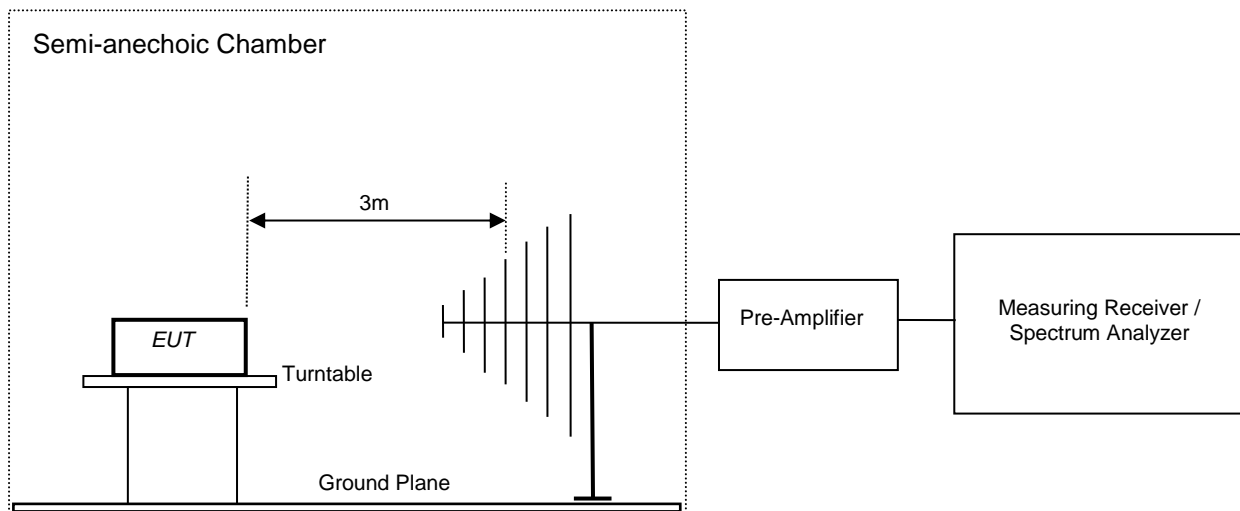 Semi-anechoic Chamber
3m
EUT
Turntable
Ground Plane
Pre-Amplifier
Measuring Receiver /
Spectrum Analyzer